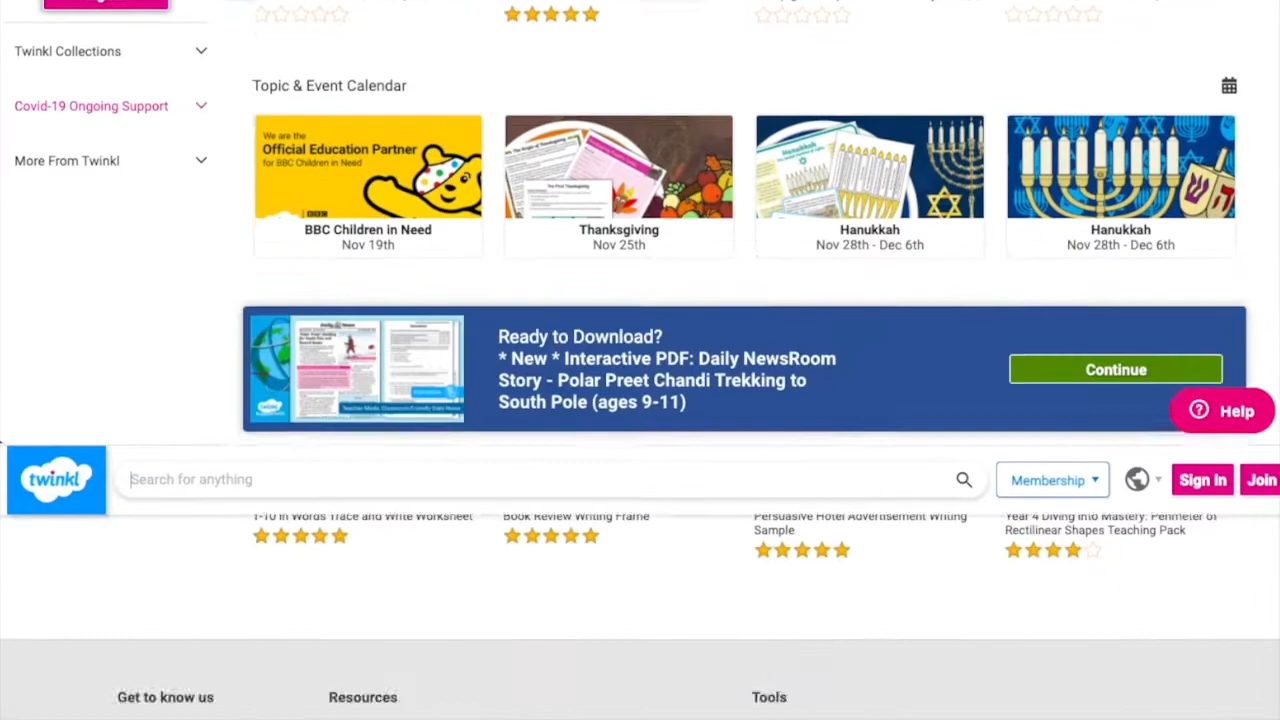 Twinkl Collections
Covid-19 Ongoing Support
More From Twinkl
Topic & Event Calendar
We are the
Official Education Partner
for BBC Children in Need
BBC Children in Need
Nov 19th
Thanksgiving
Nov 25th
Hanukkah
Nov 28th - Dec 6th
Hanukkah
Nov 28th - Dec 6th
Ready to Download?
* New * Interactive PDF: Daily NewsRoom
Story - Polar Preet Chandi Trekking to
South Pole (ages 9-11)
Continue
Help
twinkl
Search for anything
Membership
Sign In
Join
1-10 in Words Trace and Write Worksheet
Book Review Writing Frame
Persuasive Hotel Advertisement Writing
Sample
Year 4 Diving into Mastery: Perimeter of
Rectilinear Shapes Teaching Pack
Get to know us
Resources
Tools